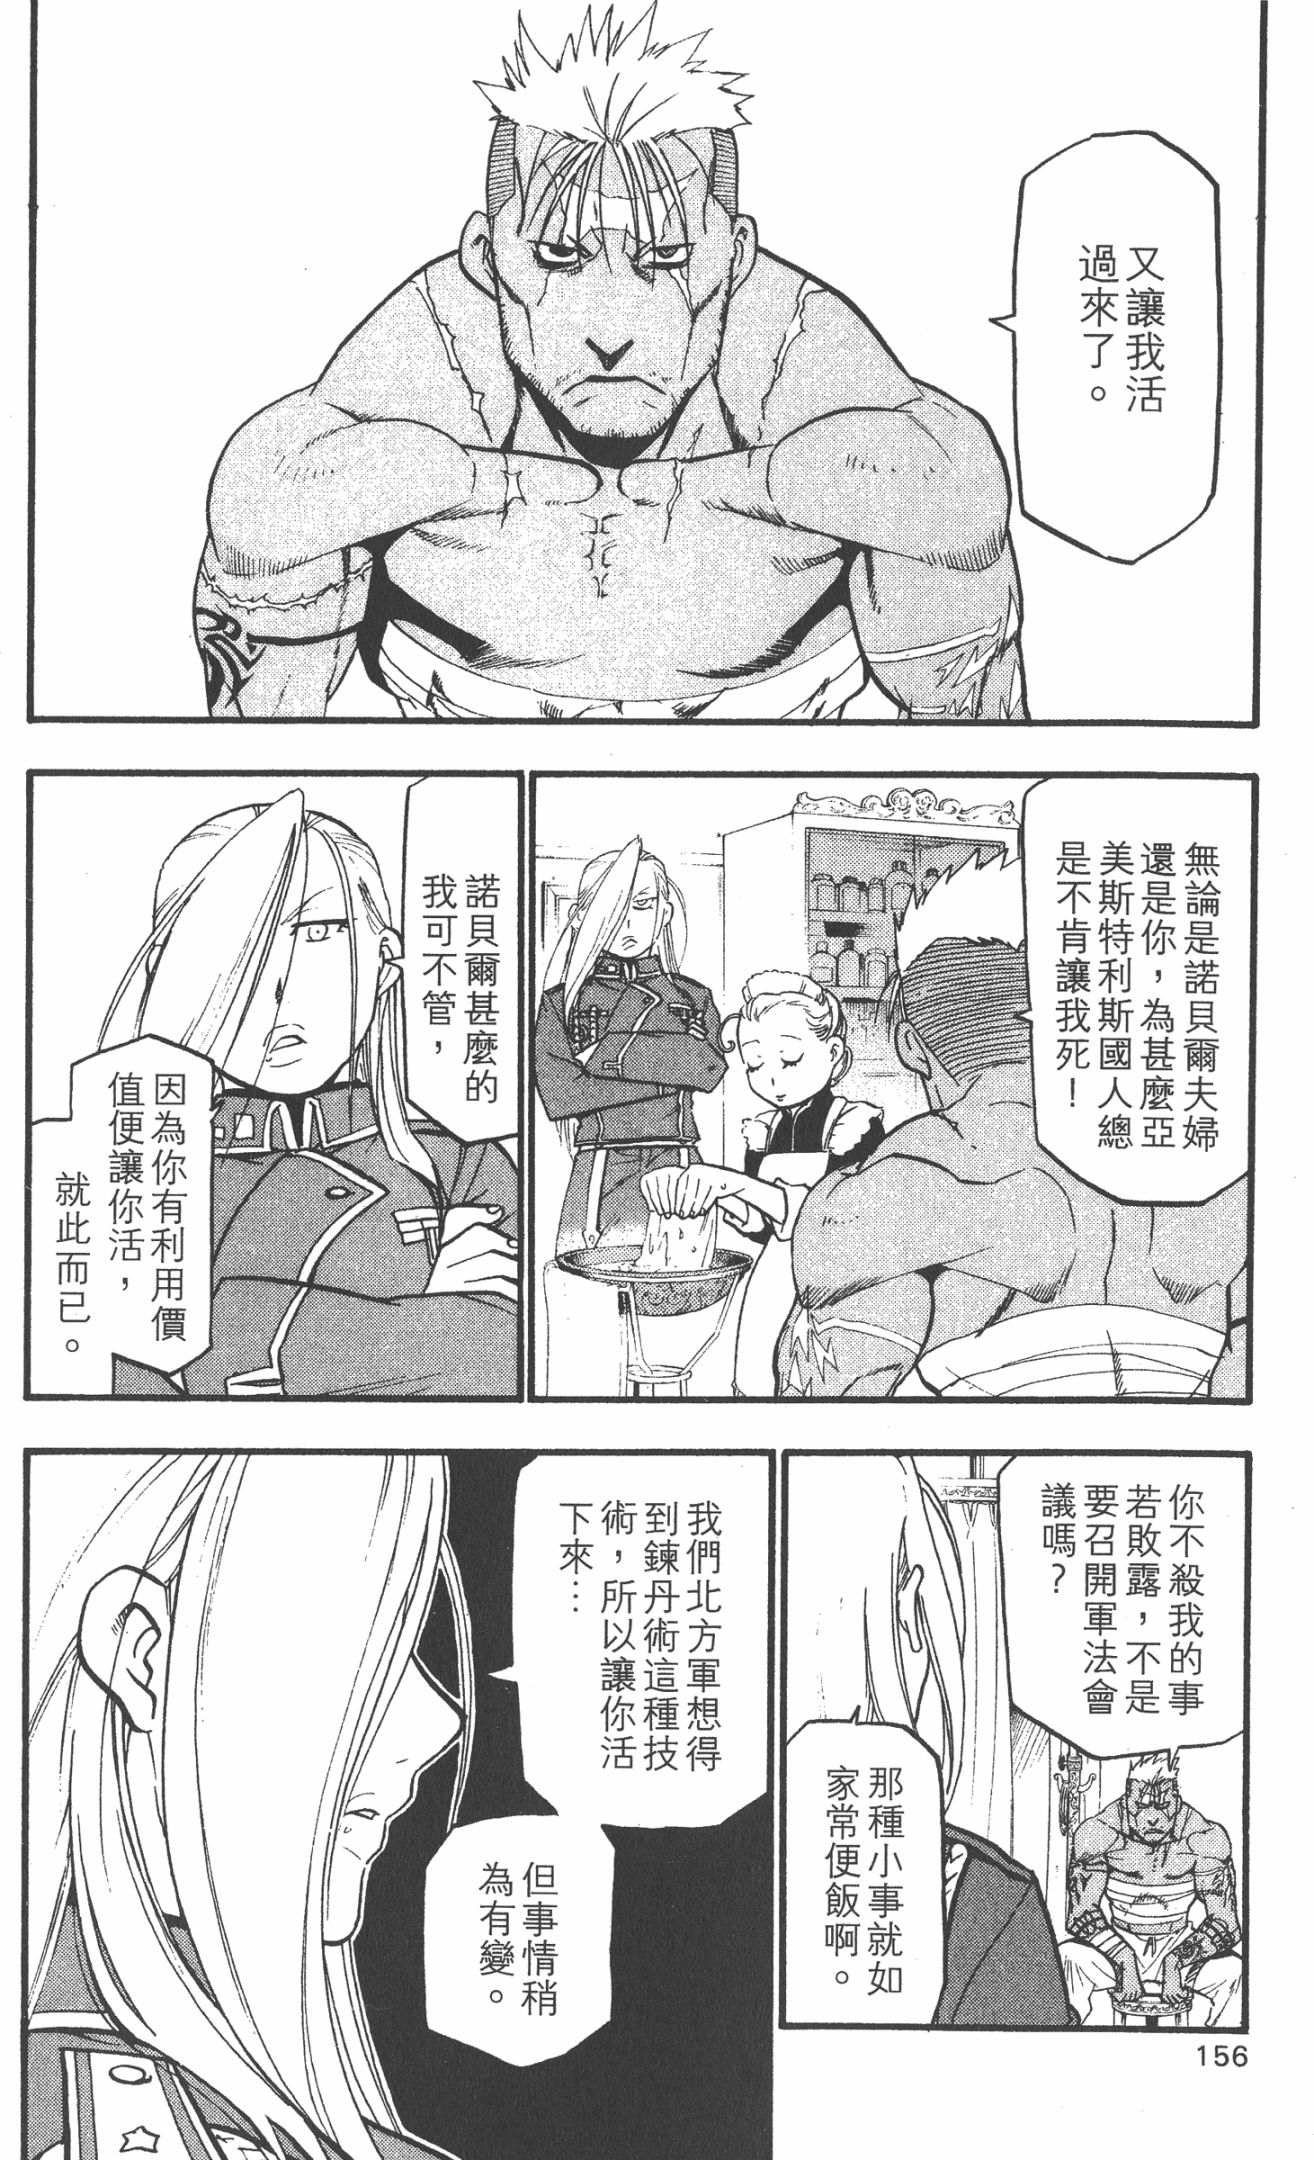 又讓我活
過來了。
無論是諾貝爾夫婦
還是你，為甚麼亞
美斯特利斯國人總
是不肯讓我死！
諾貝爾甚麼的
我可不管，
因為你有利用價
值便讓你活，
就此而已。
你不殺我的事
若敗露，不是
要召開軍法會
議嗎？
那種小事就如
家常便飯啊。
我們北方軍想得
到鍊丹術這種技
術，所以讓你活
下來…
但事情稍
為有變。
156